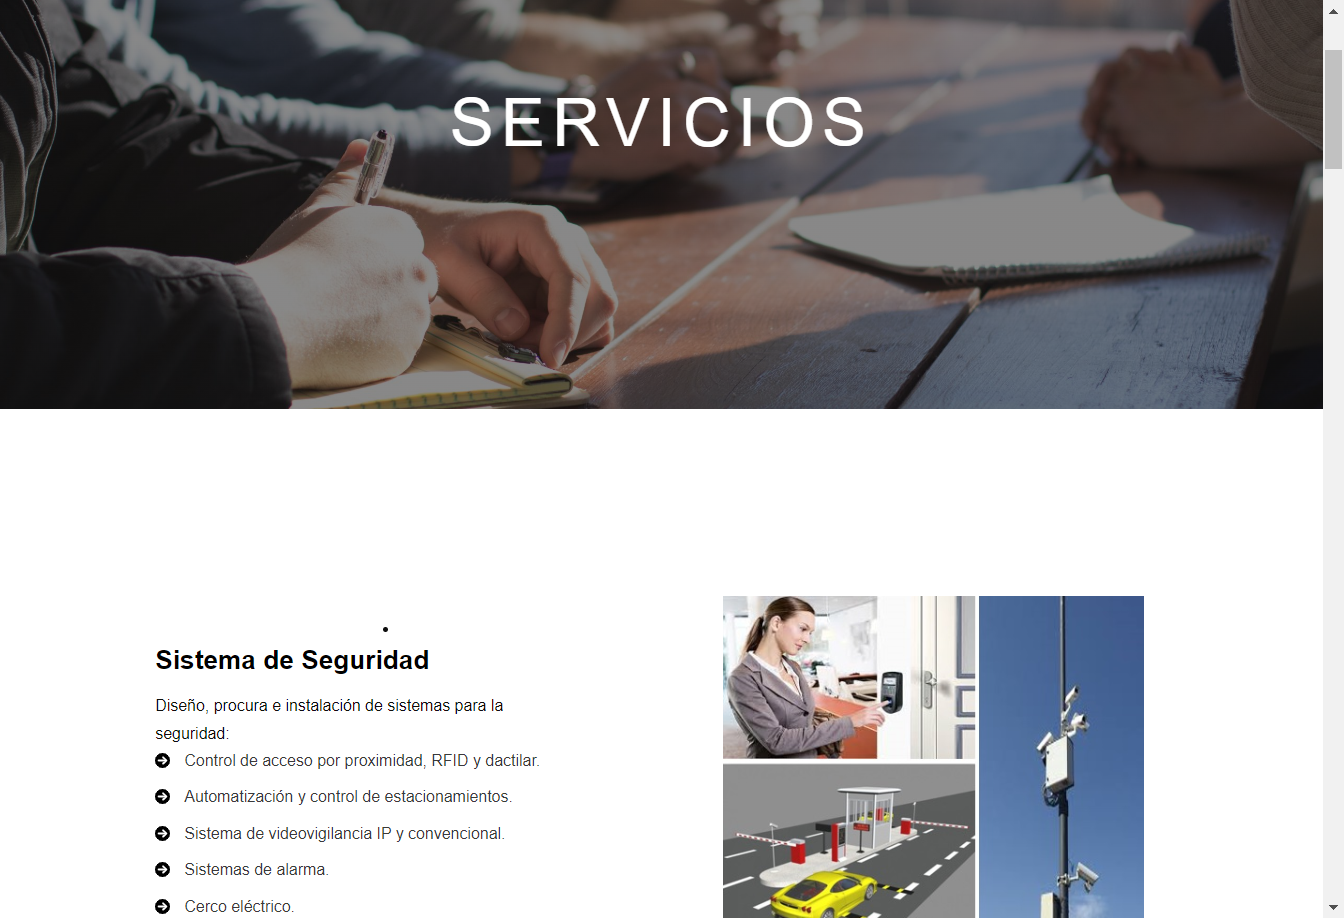 SERVICIOS
Sistema de Seguridad
Diseño, procura e instalación de sistemas para la
seguridad:
Control de acceso por proximidad, RFID y dactilar.
Automatización y control de estacionamientos.
Sistema de videovigilancia IP y convencional.
Sistemas de alarma.
Cerco eléctrico.